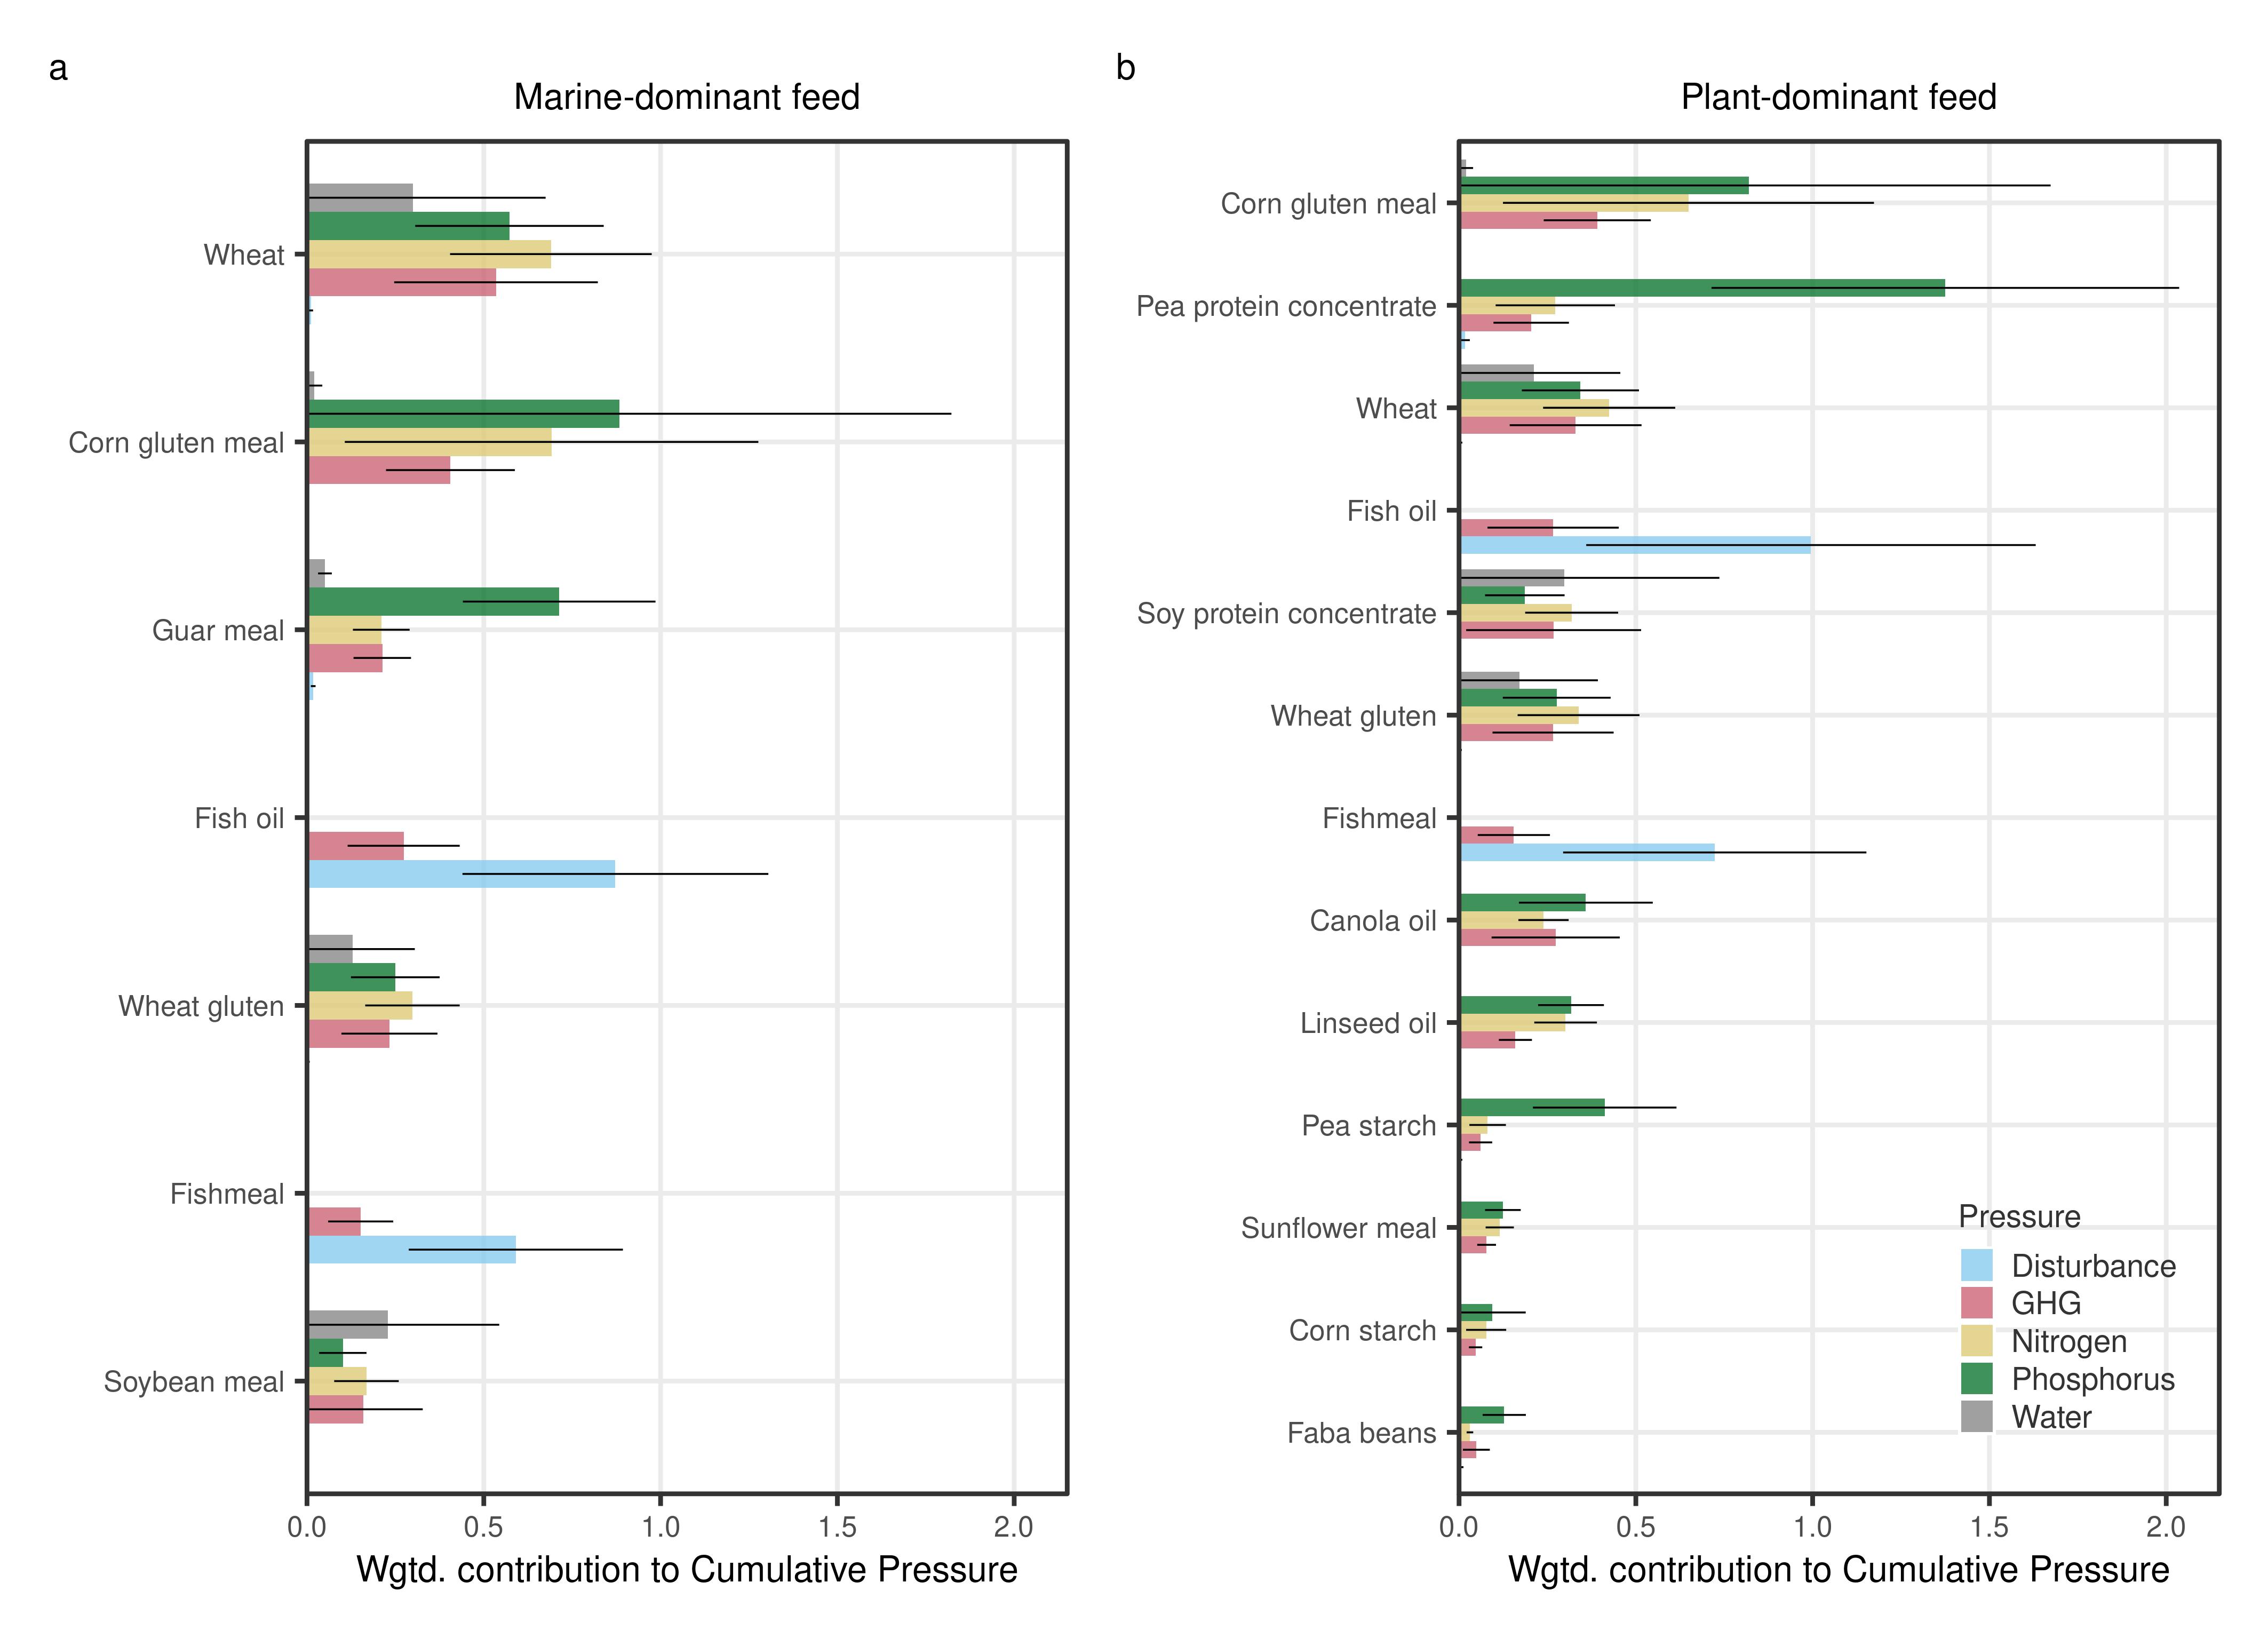 a
Marine-dominant feed
Wheat
Corn gluten meal
Guar meal
Fish oil
Wheat gluten
Fishmeal
Soybean meal
0.0 0.5 1.0 1.5 2.0
Wgtd. contribution to Cumulative Pressure
b
Plant-dominant feed
Corn gluten meal
Pea protein concentrate
Wheat
Fish oil
Soy protein concentrate
Wheat gluten
Fishmeal
Canola oil
Linseed oil
Pea starch
Sunflower meal
Corn starch
Faba beans
Pressure
Disturbance
GHG
Nitrogen
Phosphorus
Water
0.0 0.5 1.0 1.5 2.0
Wgtd. contribution to Cumulative Pressure